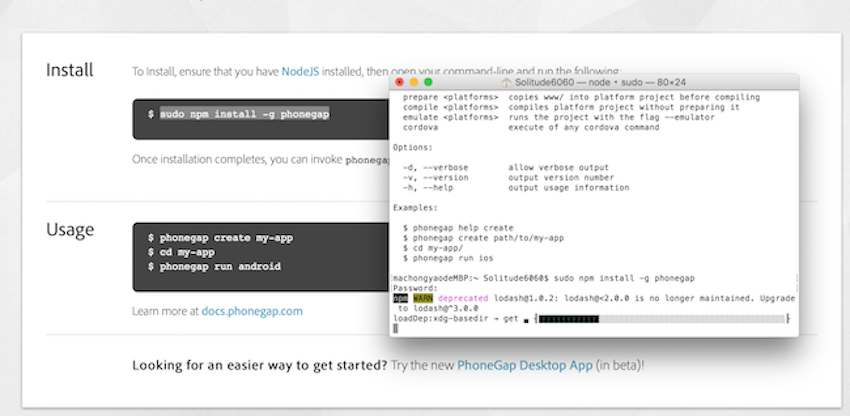 Install
To Install, ensure that you have NodeJS installed, then open your command-line and run the following:
$ sudo npm install -g phonegap
Once installation completes, you can invoke
Usage
$ phonegap create my-app
$ cd my-app
$ phonegap run android
Learn more at docs.phonegap.com
Looking for an easier way to get started? Try the new PhoneGap Desktop App (in beta)!
Solitude6060 — node • sudo — 80×24
prepare <platforms> copies www/ into platform project before compiling
compile <platforms> compiles platform project without preparing it
emulate <platforms> runs the project with the flag --emulator
cordova execute of any cordova command
Options:
-d, --verbose allow verbose output
-v, --version output version number
-h, --help output usage information
Examples:
$ phonegap help create
$ phonegap create path/to/my-app
$ cd my-app/
$ phonegap run ios
machongyaodeMBP:~ Solitude6060$ sudo npm install -g phonegap
Password:
npm WARN deprecated lodash@1.0.2: lodash@<2.0.0 is no longer maintained. Upgrade
to lodash@^3.0.0
loadDep:xdg-basedir → get